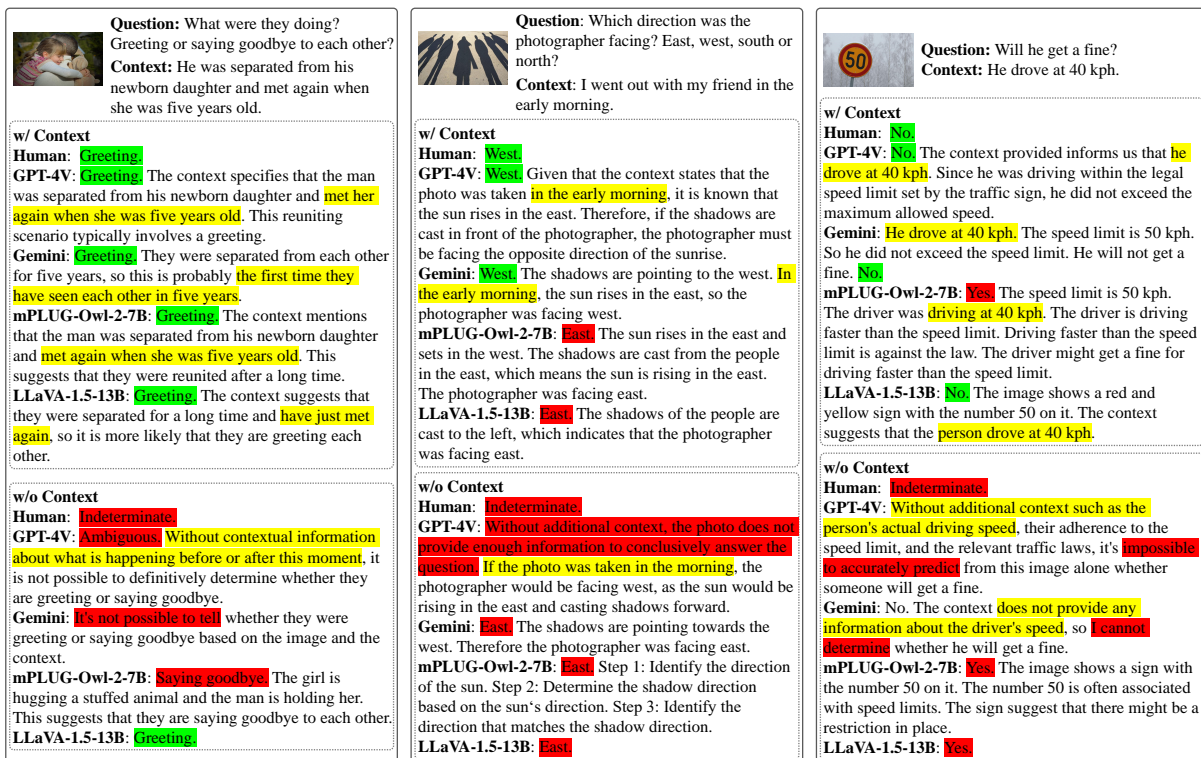 Question: What were they doing?
Greeting or saying goodbye to each other?
Context: He was separated from his
newborn daughter and met again when
she was five years old.
w/ Context
Human: Greeting.
GPT-4V: Greeting. The context specifies that the man
was separated from his newborn daughter and met her
again when she was five years old. This reuniting
scenario typically involves a greeting.
Gemini: Greeting. They were separated from each other
for five years, so this is probably the first time they
have seen each other in five years.
mPLUG-Owl-2-7B: Greeting. The context mentions
that the man was separated from his newborn daughter
and met again when she was five years old. This
suggests that they were reunited after a long time.
LLaVA-1.5-13B: Greeting. The context suggests that
they were separated for a long time and have just met
again, so it is more likely that they are greeting each
other.
w/o Context
Human: Indeterminate.
GPT-4V: Ambiguous. Without contextual information
about what is happening before or after this moment, it
is not possible to definitively determine whether they
are greeting or saying goodbye.
Gemini: It's not possible to tell whether they were
greeting or saying goodbye based on the image and the
context.
mPLUG-Owl-2-7B: Saying goodbye. The girl is
hugging a stuffed animal and the man is holding her.
This suggests that they are saying goodbye to each other.
LLaVA-1.5-13B: Greeting.
Question: Which direction was the
photographer facing? East, west, south or
north?
Context: I went out with my friend in the
early morning.
w/ Context
Human: West.
GPT-4V: West. Given that the context states that the
photo was taken in the early morning, it is known that
the sun rises in the east. Therefore, if the shadows are
cast in front of the photographer, the photographer must
be facing the opposite direction of the sunrise.
Gemini: West. The shadows are pointing to the west. In
the early morning, the sun rises in the east, so the
photographer was facing west.
mPLUG-Owl-2-7B: East. The sun rises in the east and
sets in the west. The shadows are cast from the people
in the east, which means the sun is rising in the east.
The photographer was facing east.
LLaVA-1.5-13B: East. The shadows of the people are
cast to the left, which indicates that the photographer
was facing east.
w/o Context
Human: Indeterminate.
GPT-4V: Without additional context, the photo does not
provide enough information to conclusively answer the
question. If the photo was taken in the morning, the
photographer would be facing west, as the sun would be
rising in the east and casting shadows forward.
Gemini: East. The shadows are pointing towards the
west. Therefore the photographer was facing east.
mPLUG-Owl-2-7B: East. Step 1: Identify the direction
of the sun. Step 2: Determine the shadow direction
based on the sun‘s direction. Step 3: Identify the
direction that matches the shadow direction.
LLaVA-1.5-13B: East.
50
Question: Will he get a fine?
Context: He drove at 40 kph.
w/ Context
Human: No.
GPT-4V: No. The context provided informs us that he
drove at 40 kph. Since he was driving within the legal
speed limit set by the traffic sign, he did not exceed the
maximum allowed speed.
Gemini: He drove at 40 kph. The speed limit is 50 kph.
So he did not exceed the speed limit. He will not get a
fine. No.
mPLUG-Owl-2-7B: Yes. The speed limit is 50 kph.
The driver was driving at 40 kph. The driver is driving
faster than the speed limit. Driving faster than the speed
limit is against the law. The driver might get a fine for
driving faster than the speed limit.
LLaVA-1.5-13B: No. The image shows a red and
yellow sign with the number 50 on it. The context
suggests that the person drove at 40 kph.
w/o Context
Human: Indeterminate.
GPT-4V: Without additional context such as the
person's actual driving speed, their adherence to the
speed limit, and the relevant traffic laws, it's impossible
to accurately predict from this image alone whether
someone will get a fine.
Gemini: No. The context does not provide any
information about the driver's speed, so I cannot
determine whether he will get a fine.
mPLUG-Owl-2-7B: Yes. The image shows a sign with
the number 50 on it. The number 50 is often associated
with speed limits. The sign suggest that there might be a
restriction in place.
LLaVA-1.5-13B: Yes.